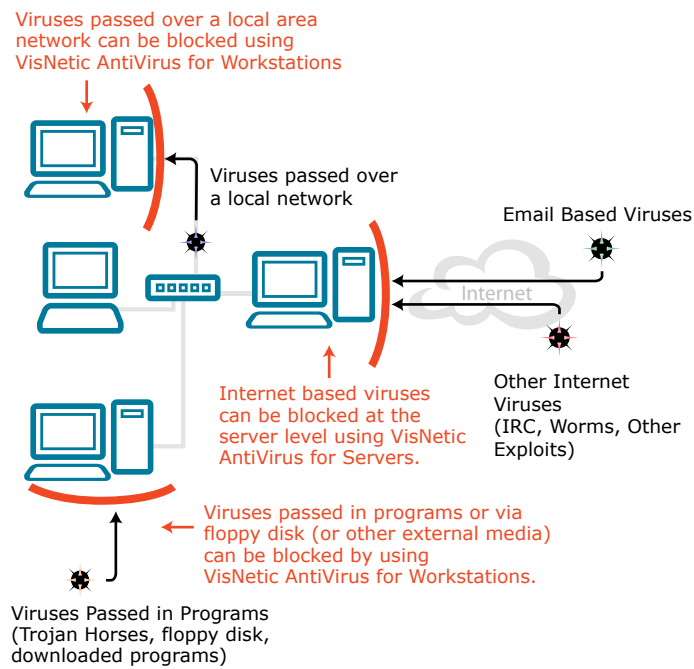 Viruses passed over a local area
network can be blocked using
VisNetic AntiVirus for Workstations
Viruses passed over
a local network
Email Based Viruses
Internet
Other Internet
Viruses
(IRC, Worms, Other
Exploits)
Internet based viruses
can be blocked at the
server level using VisNetic
AntiVirus for Servers.
Viruses passed in programs or via
floppy disk (or other external media)
can be blocked by using
VisNetic AntiVirus for Workstations.
Viruses Passed in Programs
(Trojan Horses, floppy disk,
downloaded programs)